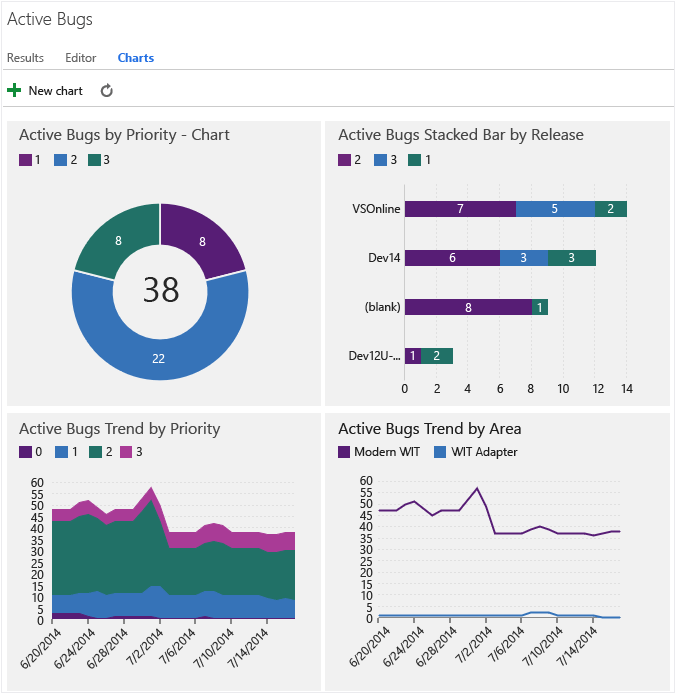 Active Bugs
Results Editor Charts
New chart
Active Bugs by Priority - Chart
1 2 3
8
8
38
22
Active Bugs Stacked Bar by Release
2 3 1
VSOnline 7 5 2
Dev14 6 3 3
(blank) 8 1
Dev12U-... 1 2
0 2 4 6 8 10 12 14
Active Bugs Trend by Priority
0 1 2 3
60
55
50
45
40
35
30
25
20
15
10
5
0
6/20/2014 6/24/2014 6/28/2014 7/2/2014 7/6/2014 7/10/2014 7/14/2014
Active Bugs Trend by Area
Modern WIT WIT Adapter
60
55
50
45
40
35
30
25
20
15
10
5
0
6/20/2014 6/24/2014 6/28/2014 7/2/2014 7/6/2014 7/10/2014 7/14/2014